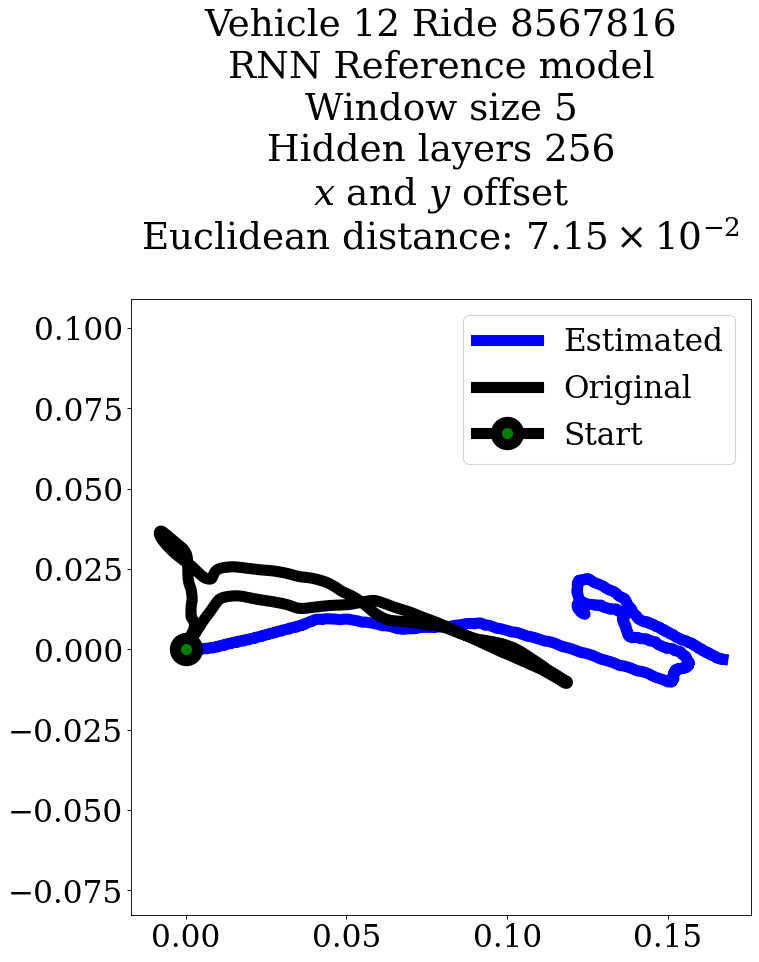 Vehicle 12 Ride 8567816
RNN Reference model
Window size 5
Hidden layers 256
x and y offset
Euclidean distance: 7.15 × 10⁻²
Estimated
Original
Start
0.100
0.075
0.050
0.025
0.000
−0.025
−0.050
−0.075
0.00 0.05 0.10 0.15